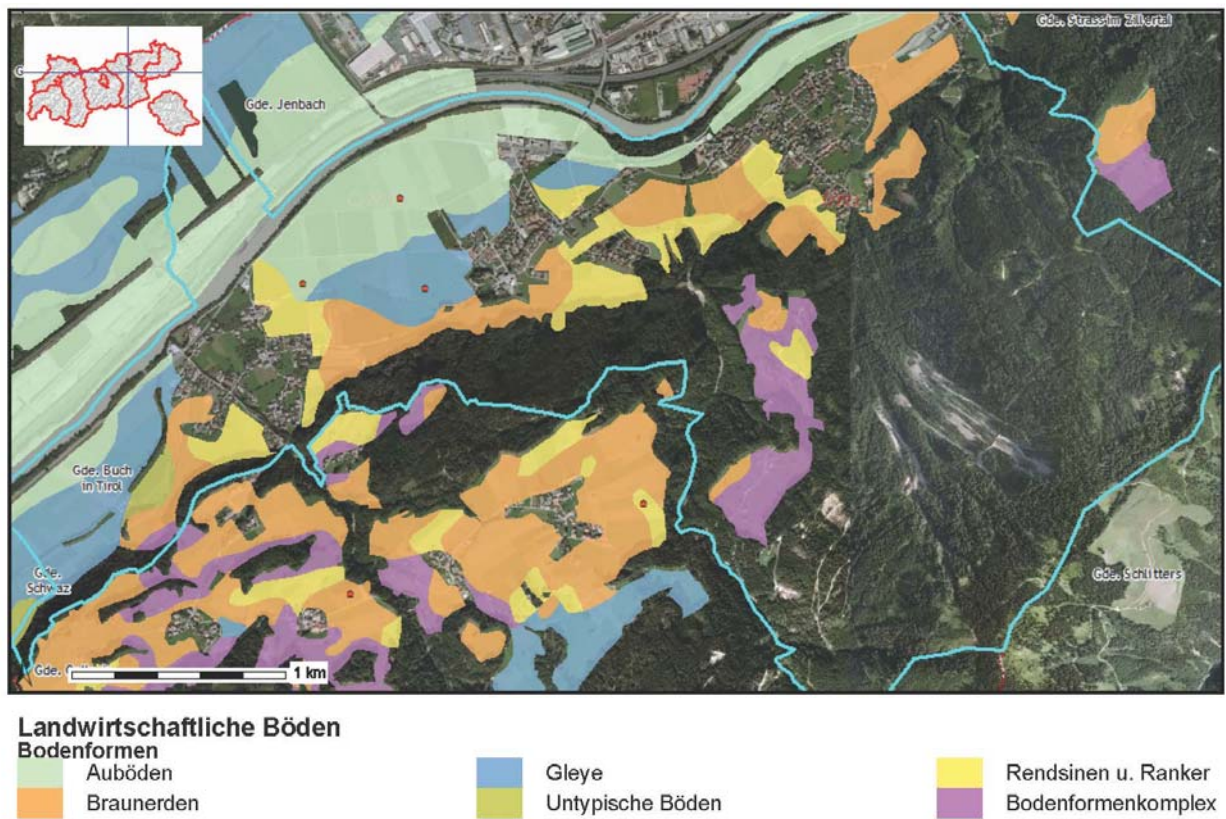 Gde. Strass im Zillertal
Gde. Jenbach
Gde. Buch
in Tirol
Gde.
Schwaz
Gde. Schlitters
Gde.
1 km
Landwirtschaftliche Böden
Bodenformen
Auböden
Gleye
Rendsinen u. Ranker
Braunerden
Untypische Böden
Bodenformenkomplex